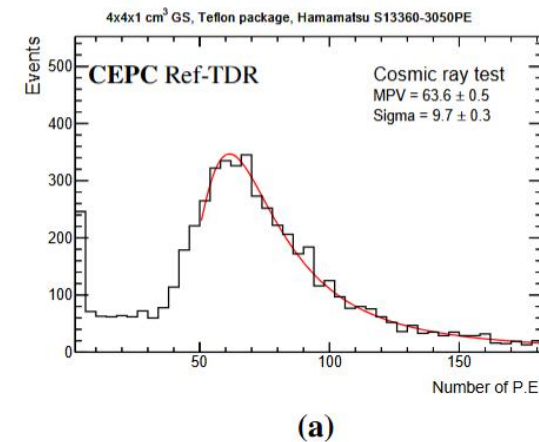 4x4x1 cm³ GS, Teflon package, Hamamatsu S13360-3050PE
Events
CEPC Ref-TDR
Cosmic ray test
MPV = 63.6 ± 0.5
Sigma = 9.7 ± 0.3
500
400
300
200
100
0
50
100
150
Number of P.E
(a)